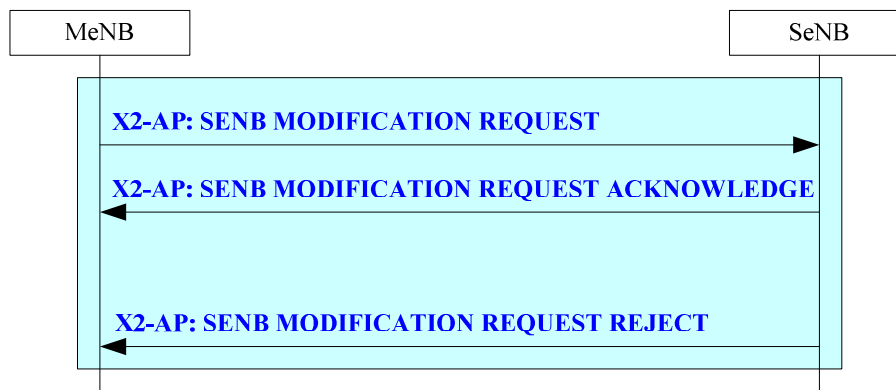 MeNB
SeNB
X2-AP: SENB MODIFICATION REQUEST
X2-AP: SENB MODIFICATION REQUEST ACKNOWLEDGE
X2-AP: SENB MODIFICATION REQUEST REJECT